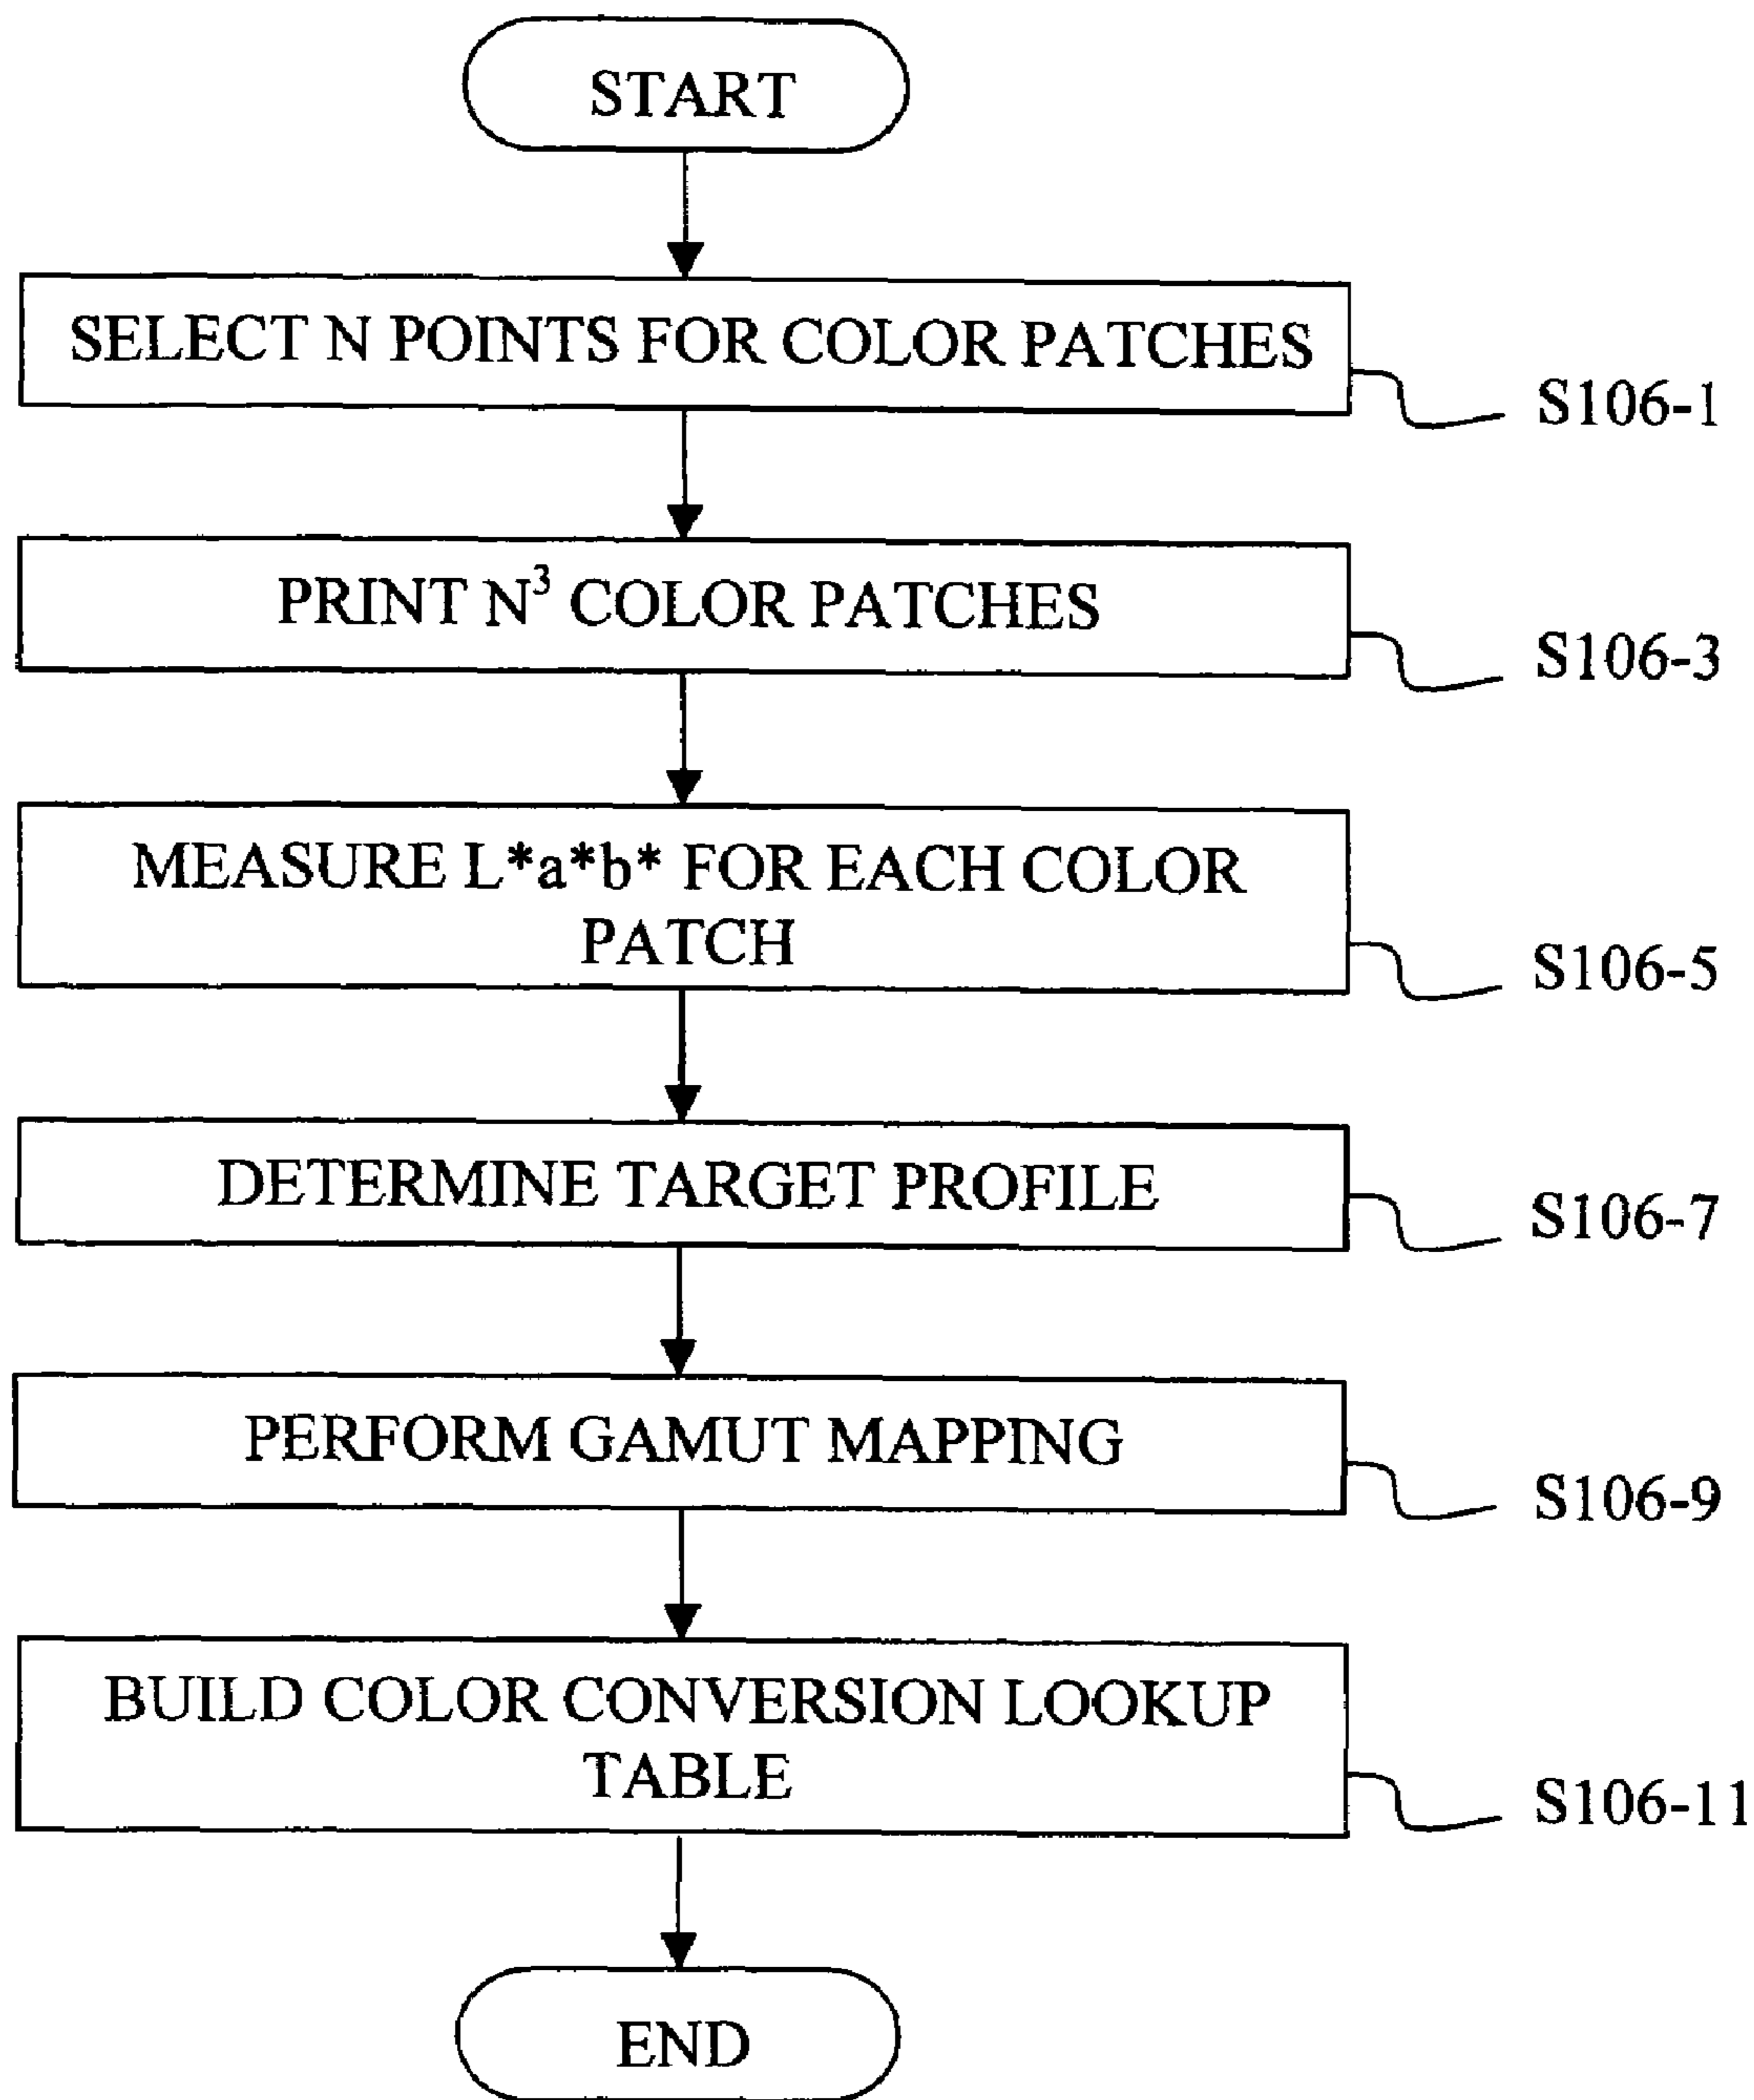 START
SELECT N POINTS FOR COLOR PATCHES
S106-1
PRINT N³ COLOR PATCHES
S106-3
MEASURE L*a*b* FOR EACH COLOR
PATCH
S106-5
DETERMINE TARGET PROFILE
S106-7
PERFORM GAMUT MAPPING
S106-9
BUILD COLOR CONVERSION LOOKUP
TABLE
S106-11
END